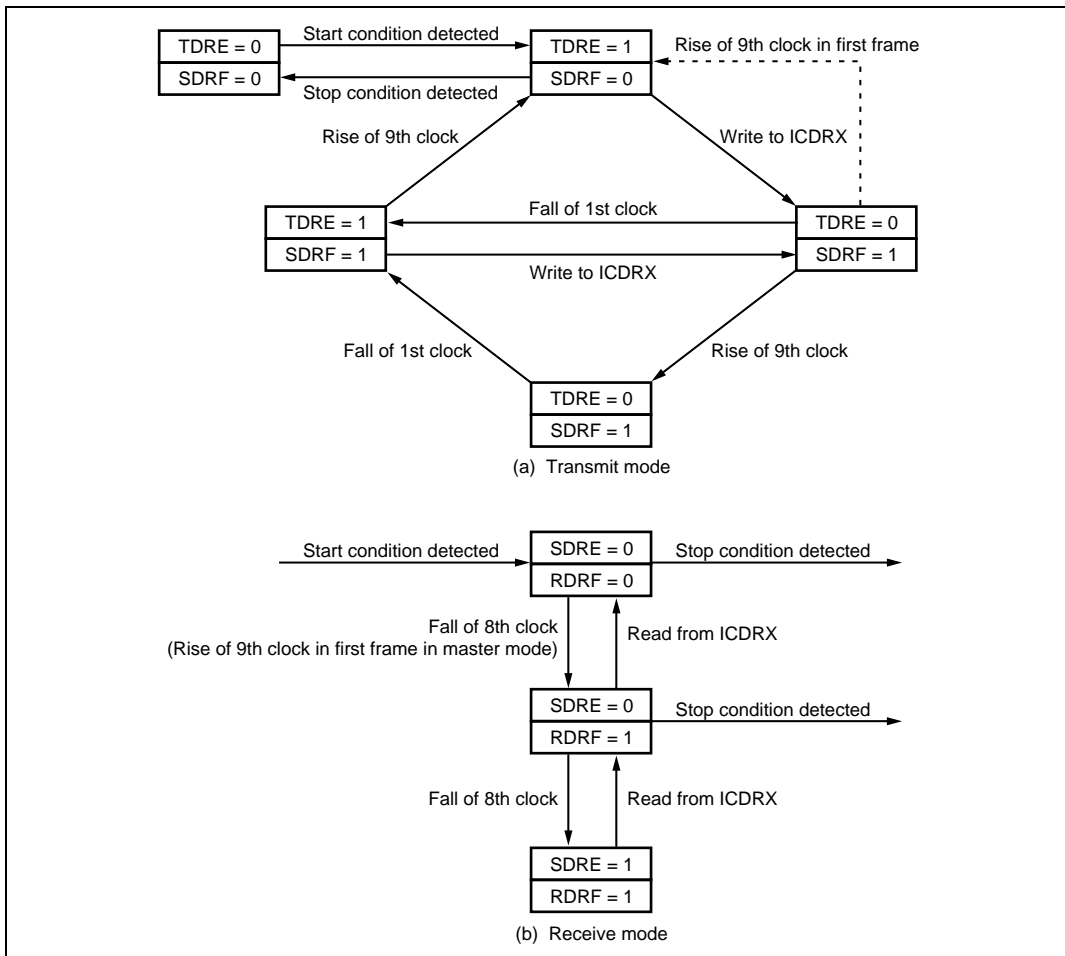 Start condition detected
TDRE = 0
SDRF = 0
TDRE = 1
SDRF = 0
Rise of 9th clock in first frame
Stop condition detected
Rise of 9th clock
Write to ICDRX
Fall of 1st clock
TDRE = 1
SDRF = 1
TDRE = 0
SDRF = 1
Write to ICDRX
Fall of 1st clock
Rise of 9th clock
TDRE = 0
SDRF = 1
(a) Transmit mode
Start condition detected
SDRE = 0
RDRF = 0
Stop condition detected
Fall of 8th clock
(Rise of 9th clock in first frame in master mode)
Read from ICDRX
SDRE = 0
RDRF = 1
Stop condition detected
Fall of 8th clock
Read from ICDRX
SDRE = 1
RDRF = 1
(b) Receive mode